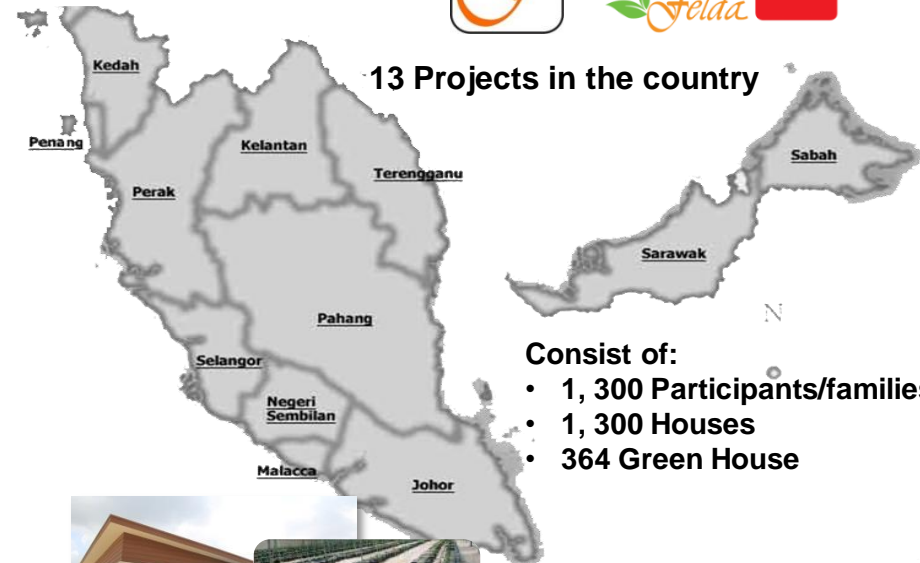 Felda
13 Projects in the country
Kedah
Penang
Kelantan
Terengganu
Perak
Sabah
Sarawak
Pahang
N
Selangor
Consist of:
• 1, 300 Participants/families
Negeri
Sembilan
• 1, 300 Houses
• 364 Green House
Malacca
Johor